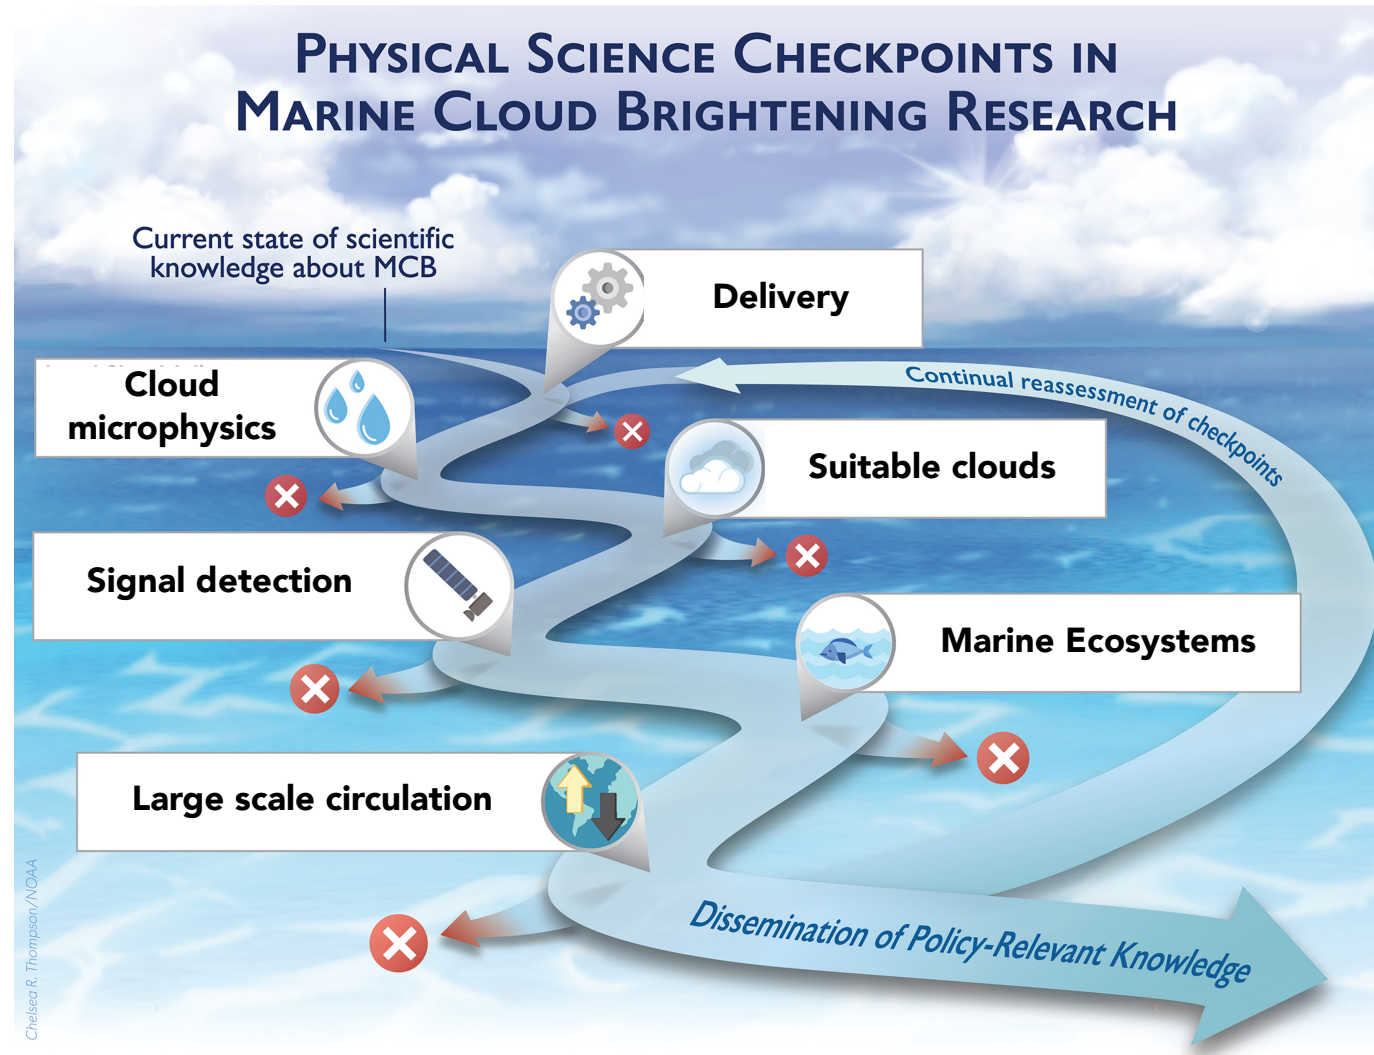 Physical Science Checkpoints in
Marine Cloud Brightening Research
Current state of scientific
knowledge about MCB
Delivery
Cloud
microphysics
Continual reassessment of checkpoints
Suitable clouds
Signal detection
Marine Ecosystems
Large scale circulation
Dissemination of Policy-Relevant Knowledge
Chelsea R. Thompson/NOAA